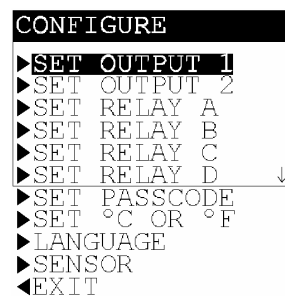 CONFIGURE
▶SET OUTPUT 1
▶SET OUTPUT 2
▶SET RELAY A
▶SET RELAY B
▶SET RELAY C
▶SET RELAY D ↓
▶SET PASSCODE
▶SET °C OR °F
▶LANGUAGE
▶SENSOR
◀EXIT